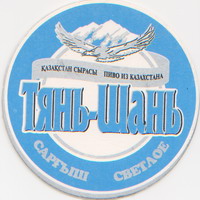 ҚАЗАҚСТАН СЫРАСЫ ПИВО ИЗ КАЗАХСТАНА
Тянь-Шань
САРҒЫШ СВЕТЛОЕ